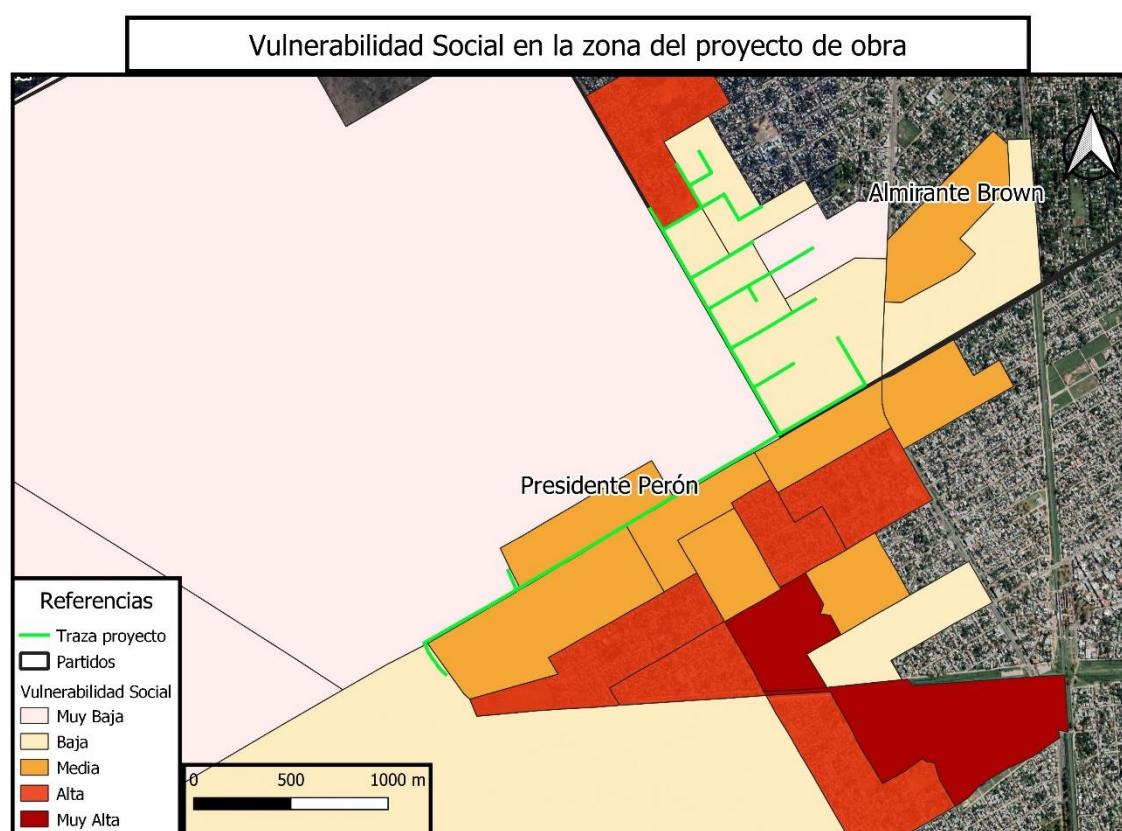 Vulnerabilidad Social en la zona del proyecto de obra
Almirante Brown
Presidente Perón
Referencias
Traza proyecto
Partidos
Vulnerabilidad Social
Muy Baja
Baja
Media
Alta
Muy Alta
0 500 1000 m